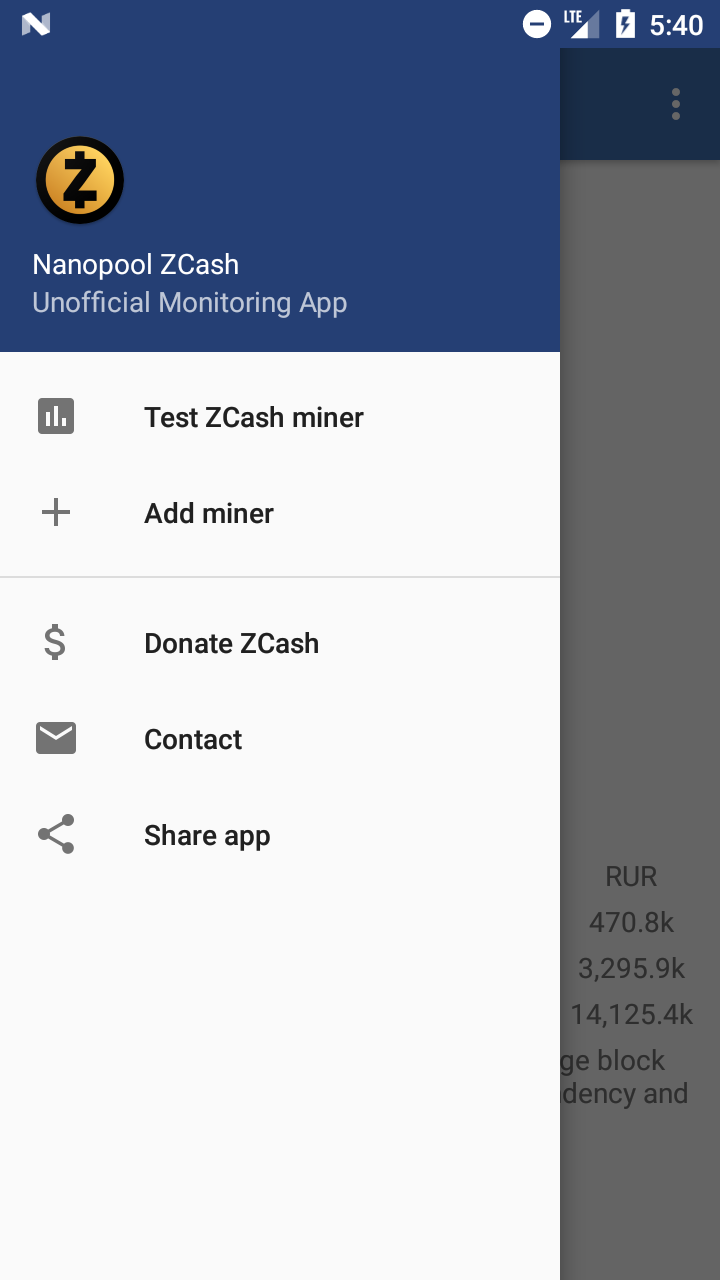 LTE 5:40
Nanopool ZCash
Unofficial Monitoring App
Test ZCash miner
Add miner
Donate ZCash
Contact
Share app
RUR
470.8k
3,295.9k
14,125.4k
ge block
dency and